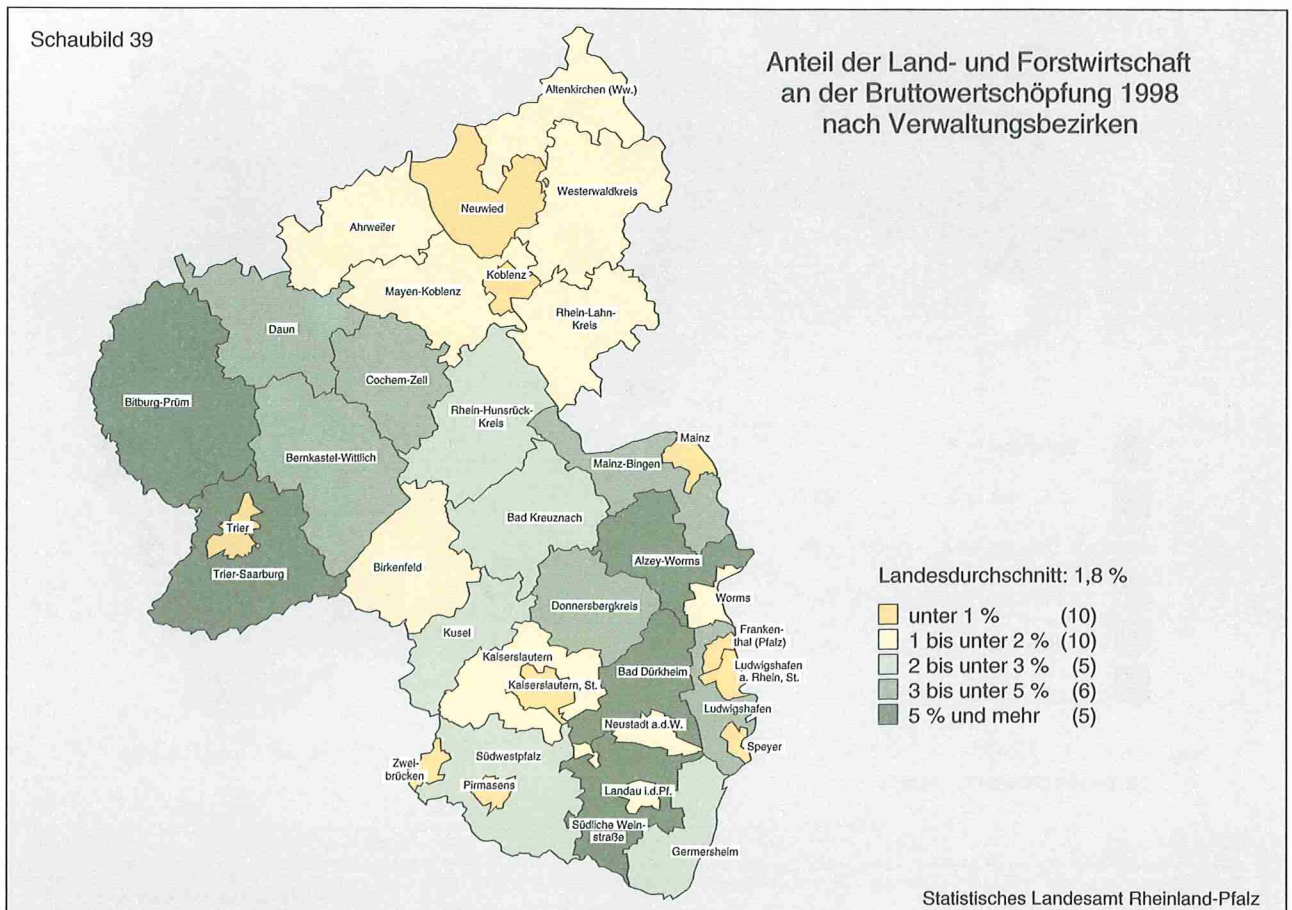 Schaubild 39
Anteil der Land- und Forstwirtschaft
an der Bruttowertschöpfung 1998
nach Verwaltungsbezirken
Altenkirchen (Ww.)
Westerwaldkreis
Neuwied
Ahrweiler
Koblenz
Mayen-Koblenz
Rhein-Lahn-
Kreis
Daun
Cochem-Zell
Bitburg-Prüm
Rhein-Hunsrück-
Kreis
Mainz
Bernkastel-Wittlich
Mainz-Bingen
Bad Kreuznach
Trier
Alzey-Worms
Trier-Saarburg
Birkenfeld
Worms
Donnersbergkreis
Kusel
Franken-
thal (Pfalz)
Kaiserslautern
Bad Dürkheim
Ludwigshafen
a. Rhein, St.
Kaiserslautern, St.
Ludwigshafen
Neustadt a.d.W.
Speyer
Südwestpfalz
Zwei-
brücken
Pirmasens
Landau i.d.Pf.
Südliche Wein-
straße
Germersheim
Landesdurchschnitt: 1,8 %
unter 1 % (10)
1 bis unter 2 % (10)
2 bis unter 3 % (5)
3 bis unter 5 % (6)
5 % und mehr (5)
Statistisches Landesamt Rheinland-Pfalz